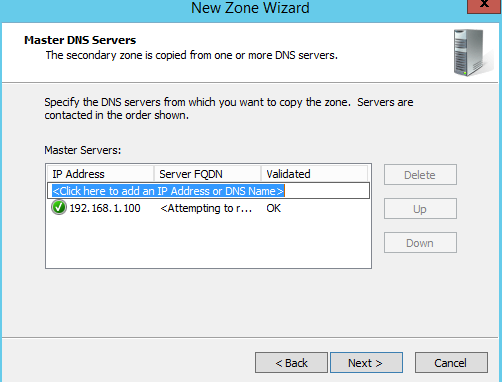 New Zone Wizard
x
Master DNS Servers
The secondary zone is copied from one or more DNS servers.
Specify the DNS servers from which you want to copy the zone. Servers are
contacted in the order shown.
Master Servers:
IP Address Server FQDN Validated
<Click here to add an IP Address or DNS Name>
192.168.1.100 <Attempting to r... OK
Delete
Up
Down
< Back Next > Cancel